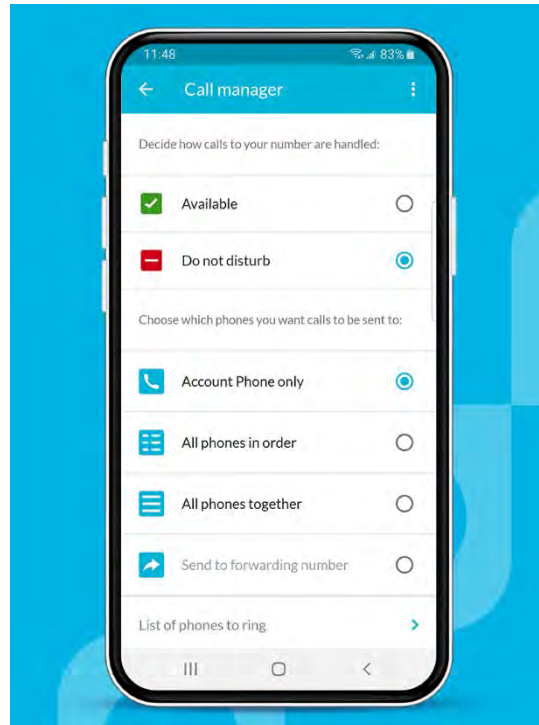 11:48 83%
Call manager
Decide how calls to your number are handled:
Available
Do not disturb
Choose which phones you want calls to be sent to:
Account Phone only
All phones in order
All phones together
Send to forwarding number
List of phones to ring